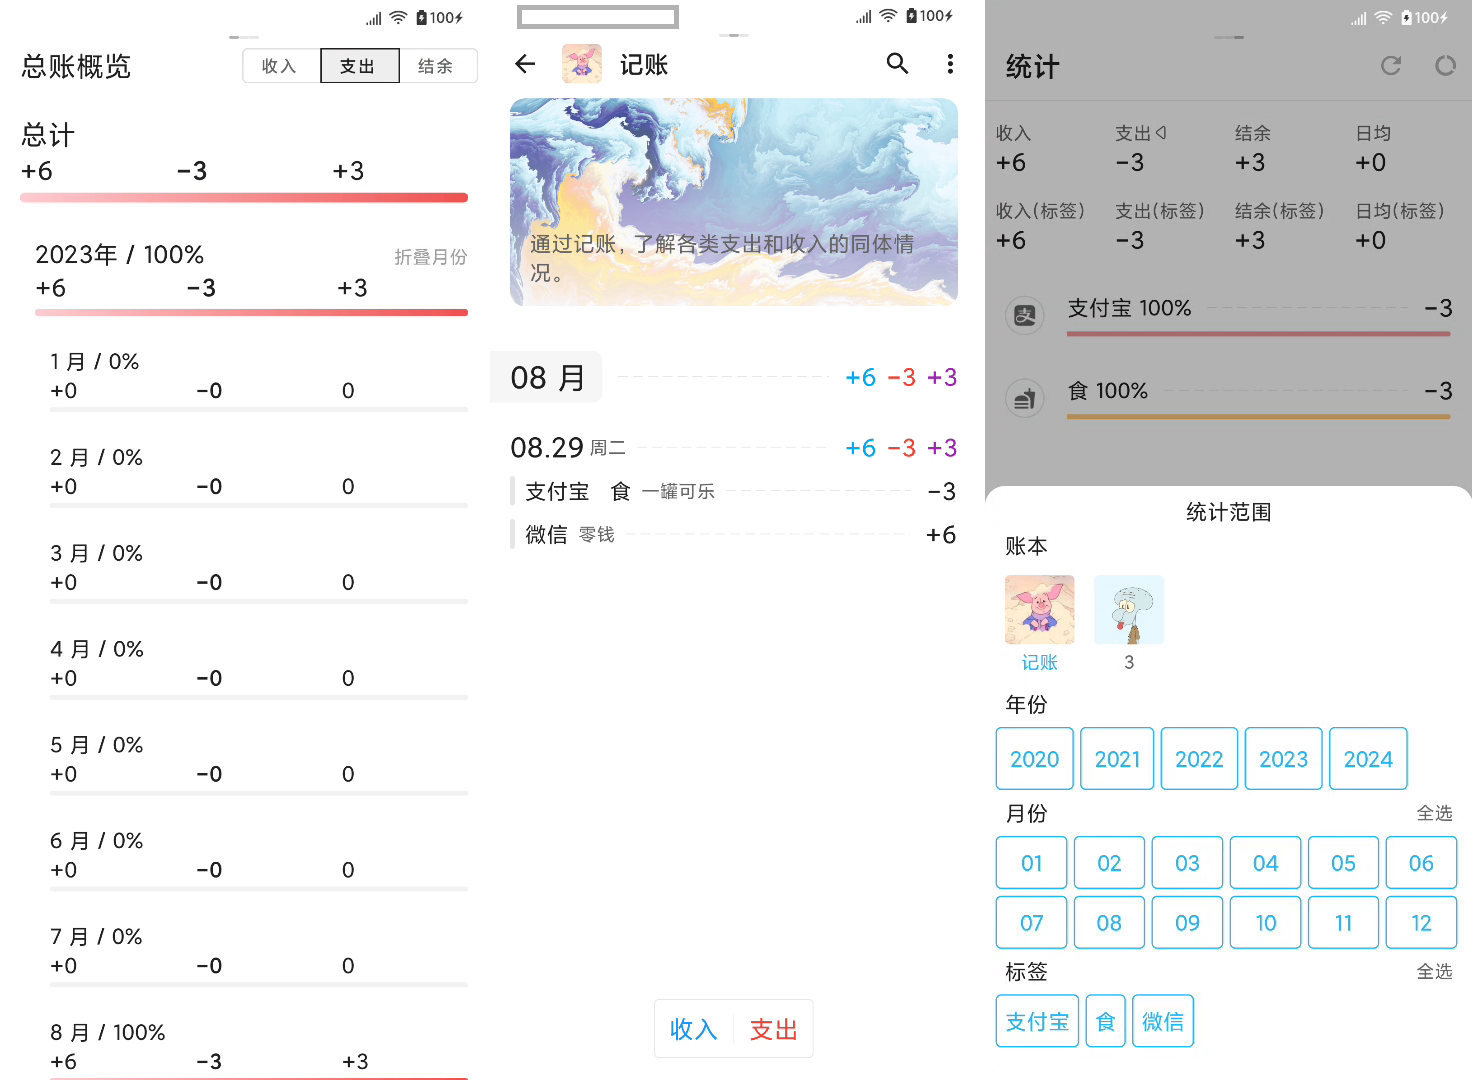 100
总账概览
收入
支出
结余
总计
+6 -3 +3
2023年 / 100%
折叠月份
+6 -3 +3
1 月 / 0%
+0 -0 0
2 月 / 0%
+0 -0 0
3 月 / 0%
+0 -0 0
4 月 / 0%
+0 -0 0
5 月 / 0%
+0 -0 0
6 月 / 0%
+0 -0 0
7 月 / 0%
+0 -0 0
8 月 / 100%
+6 -3 +3
100
记账
通过记账，了解各类支出和收入的同体情
况。
08 月 +6 -3 +3
08.29 周二 +6 -3 +3
支付宝 食 一罐可乐 -3
微信 零钱 +6
收入 支出
100
统计
收入 支出 结余 日均
+6 -3 +3 +0
收入(标签) 支出(标签) 结余(标签) 日均(标签)
+6 -3 +3 +0
支 支付宝 100% -3
食 100% -3
统计范围
账本
记账 3
年份
2020 2021 2022 2023 2024
月份 全选
01 02 03 04 05 06
07 08 09 10 11 12
标签 全选
支付宝 食 微信